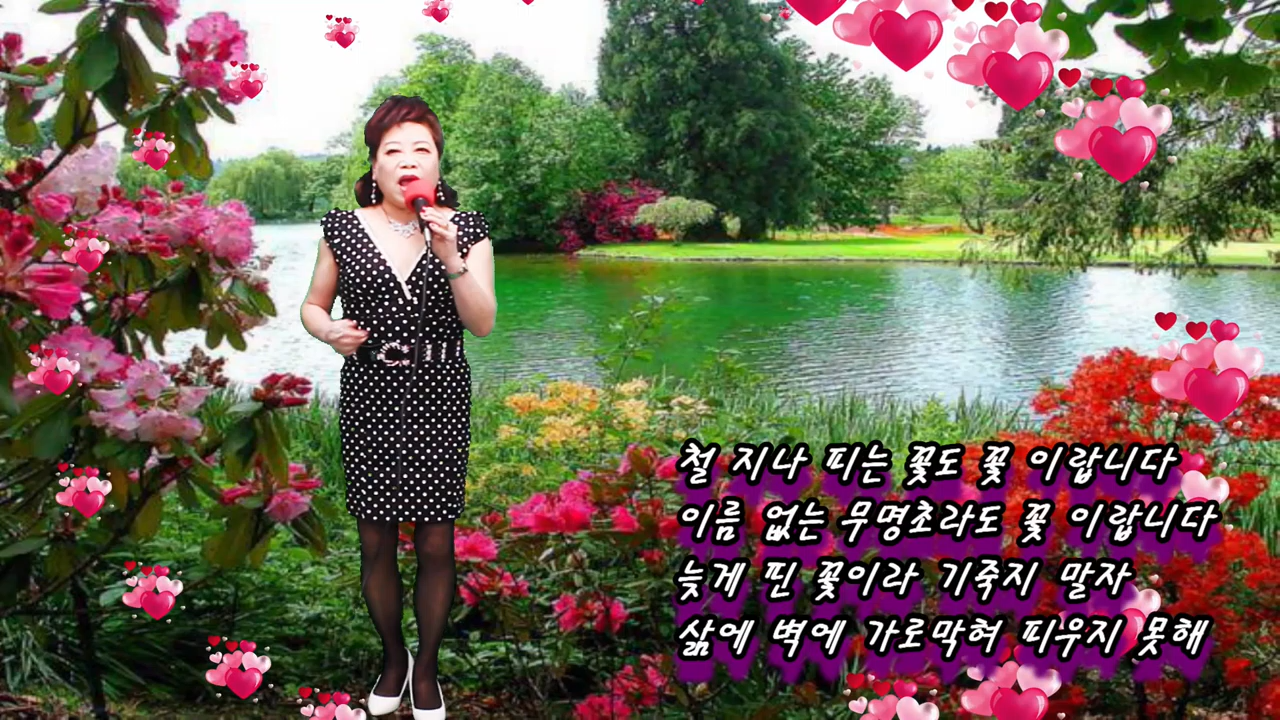 철 지나 피는 꽃도 꽃 이랍니다
이름 없는 무명초라도 꽃 이랍니다
늦게 핀 꽃이라 기죽지 말자
삶에 벽에 가로막혀 피우지 못해